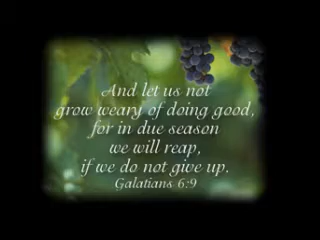 And let us not
grow weary of doing good,
for in due season
we will reap,
if we do not give up.
Galatians 6:9